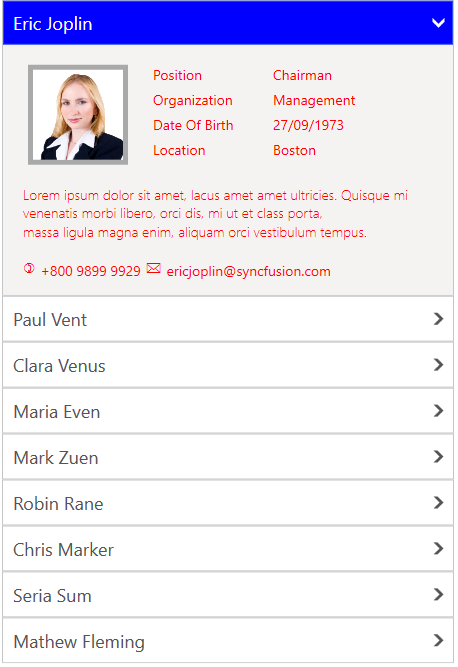 Eric Joplin
Position Chairman
Organization Management
Date Of Birth 27/09/1973
Location Boston
Lorem ipsum dolor sit amet, lacus amet amet ultricies. Quisque mi
venenatis morbi libero, orci dis, mi ut et class porta,
massa ligula magna enim, aliquam orci vestibulum tempus.
+800 9899 9929 ericjoplin@syncfusion.com
Paul Vent
Clara Venus
Maria Even
Mark Zuen
Robin Rane
Chris Marker
Seria Sum
Mathew Fleming